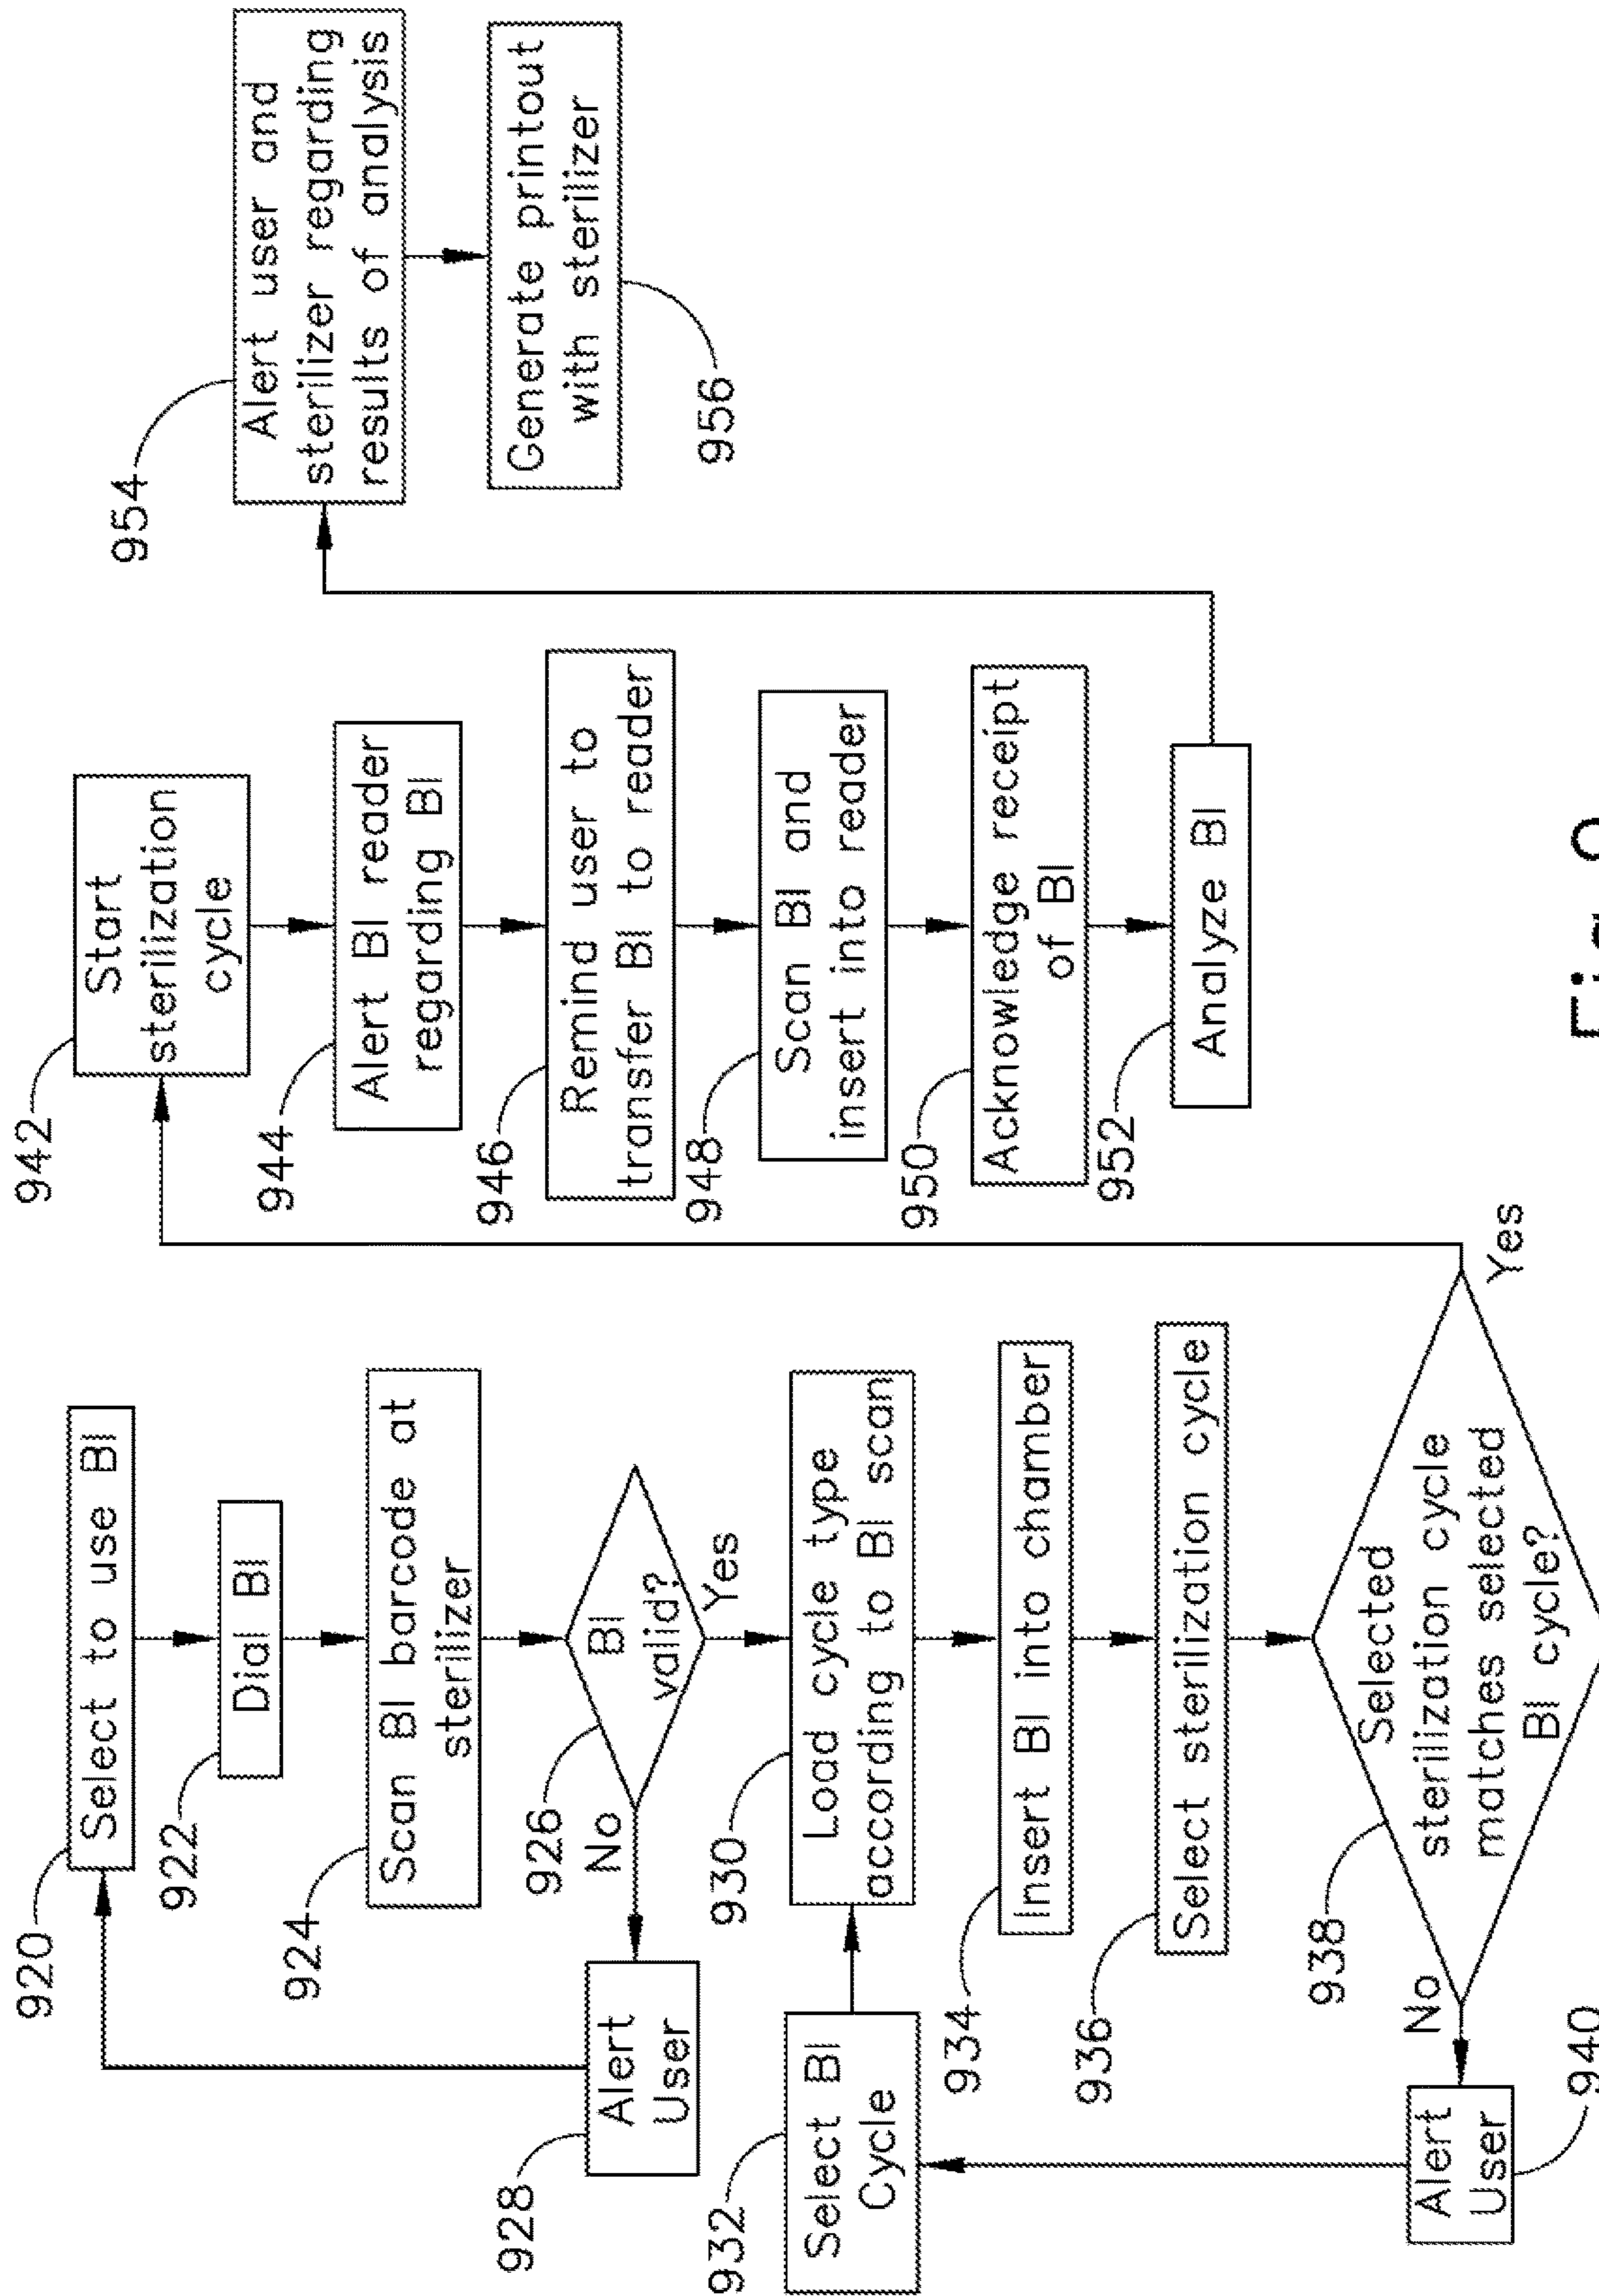 920
Select to use BI
922
Dial BI
924
Scan BI barcode at
sterilizer
926
BI
valid?
No
Yes
928
Alert
User
930
Load cycle type
according to BI scan
932
Select BI
Cycle
934
Insert BI into chamber
936
Select sterilization cycle
938
Selected
sterilization cycle
matches selected
BI cycle?
No
Yes
940
Alert
User
942
Start
sterilization
cycle
944
Alert BI reader
regarding BI
946
Remind user to
transfer BI to reader
948
Scan BI and
insert into reader
950
Acknowledge receipt
of BI
952
Analyze BI
954
Alert user and
sterilizer regarding
results of analysis
956
Generate printout
with sterilizer